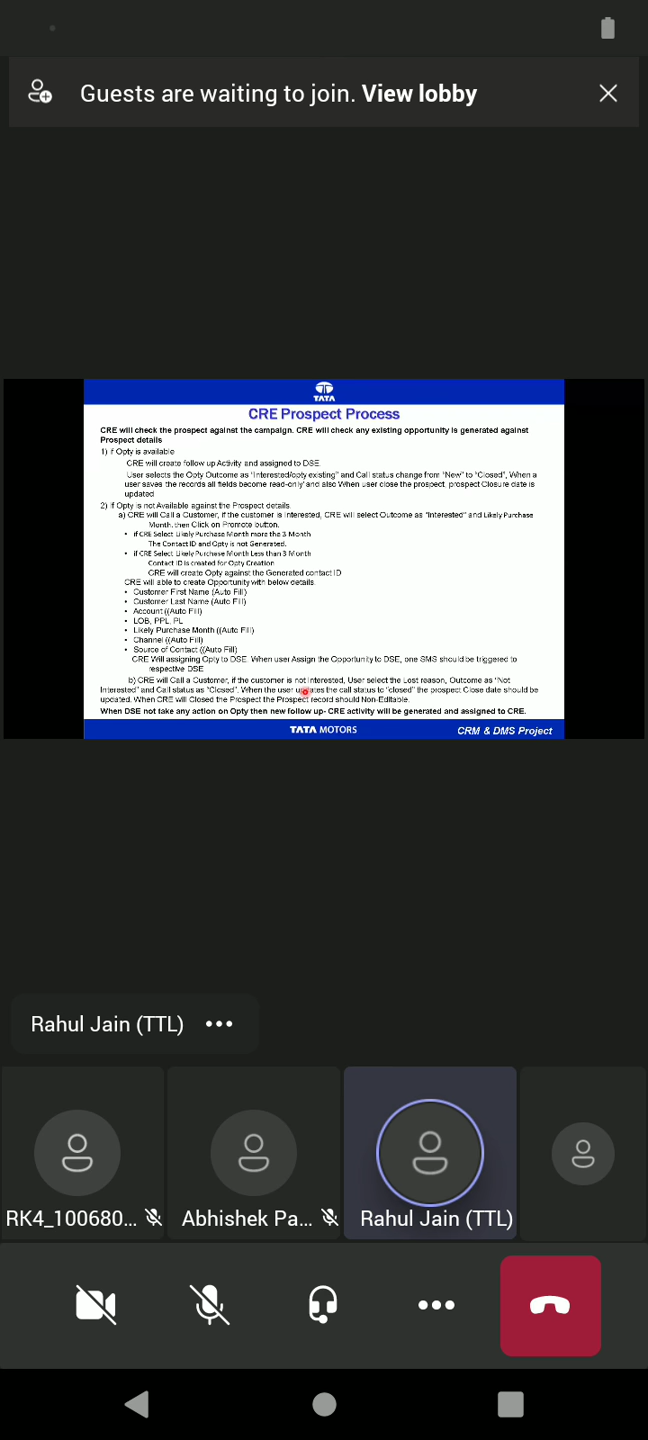 Guests are waiting to join. View lobby
TATA
CRE Prospect Process
CRE will check the prospect against the campaign. CRE will check any existing opportunity is generated against
Prospect details
1) If Opty is available
CRE will create follow up Activity and assigned to DSE.
User selects the Opty Outcome as "Interested/opty existing" and Call status change from "New" to "Closed", When a
user saves the records all fields become read-only' and also When user close the prospect, prospect Closure date is
updated
2) If Opty is not Available against the Prospect details.
a) CRE will Call a Customer, if the customer is Interested, CRE will select Outcome as "Interested" and Likely Purchase
Month, then Click on Promote button.
• if CRE Select Likely Purchase Month more the 3 Month
The Contact ID and Opty is not Generated.
• if CRE Select Likely Purchase Month Less than 3 Month
Contact ID is created for Opty Creation
CRE will create Opty against the Generated contact ID
CRE will able to create Opportunity with below details
• Customer First Name (Auto Fill)
• Customer Last Name (Auto Fill)
• Account ((Auto Fill)
• LOB, PPL, PL
• Likely Purchase Month ((Auto Fill)
• Channel ((Auto Fill)
• Source of Contact ((Auto Fill)
CRE Will assigning Opty to DSE. When user Assign the Opportunity to DSE, one SMS should be triggered to
respective DSE
b) CRE will Call a Customer, if the customer is not Interested, User select the Lost reason, Outcome as "Not
Interested" and Call status as "Closed", When the user updates the call status to "closed" the prospect Close date should be
updated. When CRE will Closed the Prospect the Prospect record should Non-Editable.
When DSE not take any action on Opty then new follow up- CRE activity will be generated and assigned to CRE.
TATA MOTORS
CRM & DMS Project
Rahul Jain (TTL)
RK4_100680...
Abhishek Pa...
Rahul Jain (TTL)